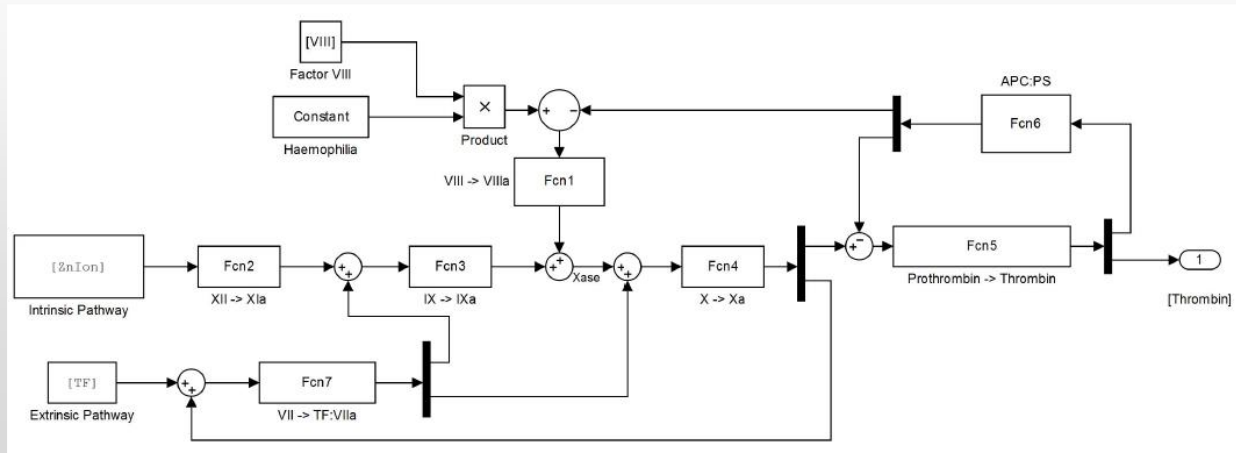 [VIII]
Factor VIII
Constant
Haemophilia
×
Product
+ −
APC:PS
Fcn6
VIII -> VIIIa
Fcn1
[ZnIon]
Intrinsic Pathway
Fcn2
XII -> XIa
+
+
Fcn3
IX -> IXa
+
+
Xase
+
+
Fcn4
X -> Xa
+
−
Fcn5
Prothrombin -> Thrombin
1
[Thrombin]
[TF]
Extrinsic Pathway
+
+
Fcn7
VII -> TF:VIIa